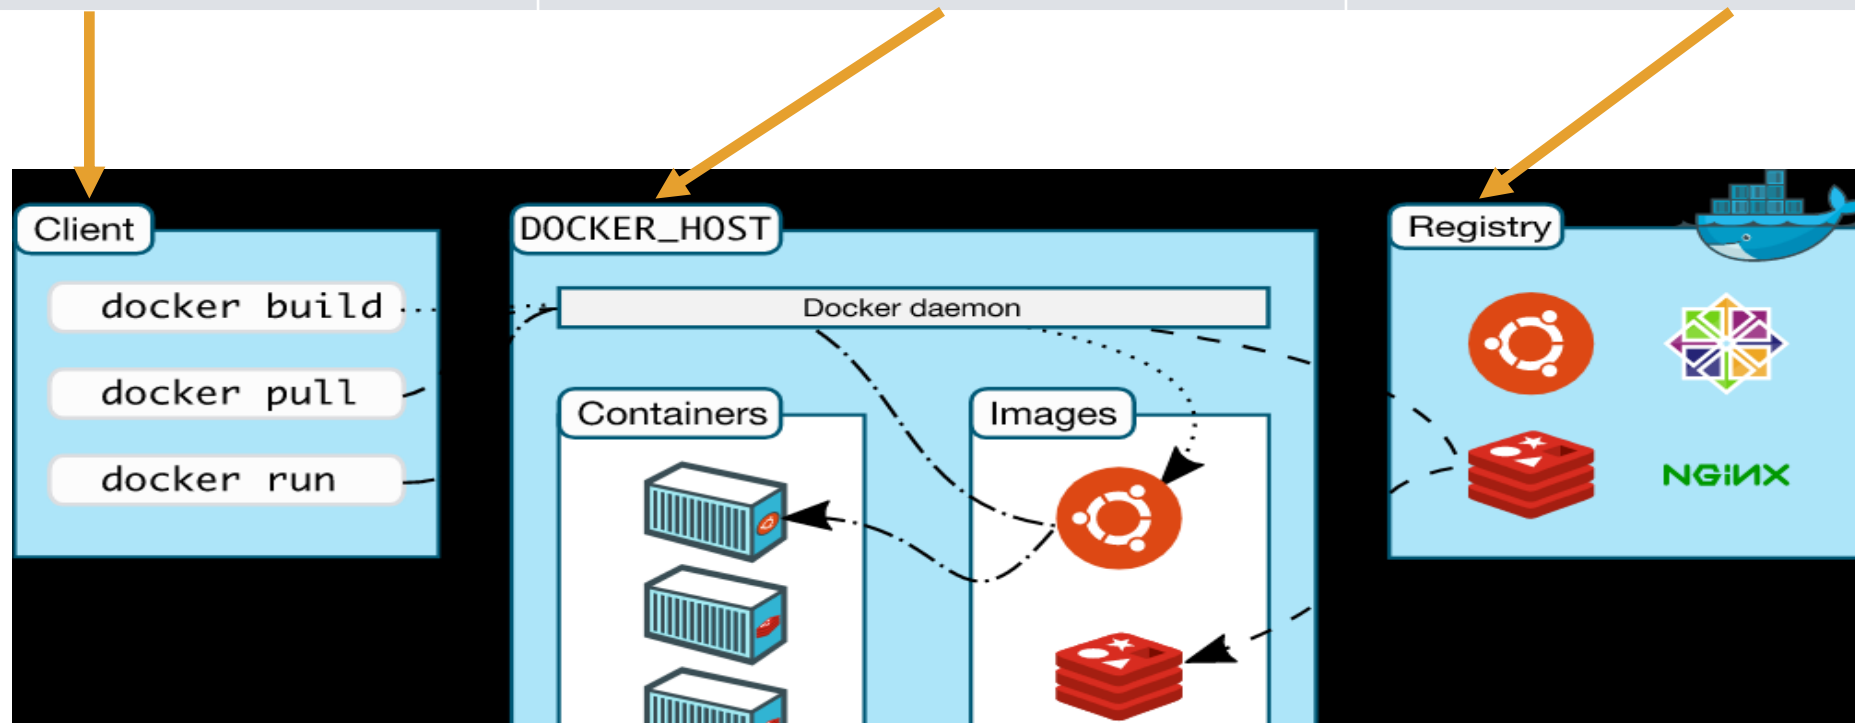 Client
docker build
docker pull
docker run
DOCKER_HOST
Docker daemon
Containers
Images
Registry
NGiNX